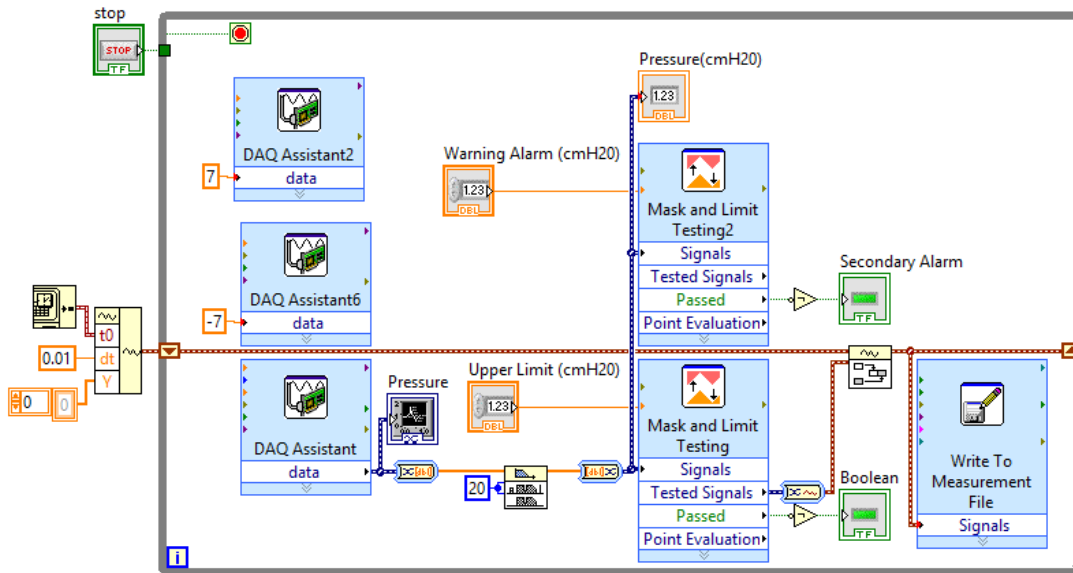 stop
STOP
TF
Pressure(cmH20)
1.23
DBL
DAQ Assistant2
data
7
Warning Alarm (cmH20)
1.23
DBL
Mask and Limit
Testing2
Signals
Tested Signals
Passed
Point Evaluation
DAQ Assistant6
data
-7
Secondary Alarm
TF
t0
dt
Y
0.01
0
0
DAQ Assistant
data
Pressure
Upper Limit (cmH20)
1.23
DBL
20
Mask and Limit
Testing
Signals
Tested Signals
Passed
Point Evaluation
Boolean
TF
Write To
Measurement
File
Signals
i